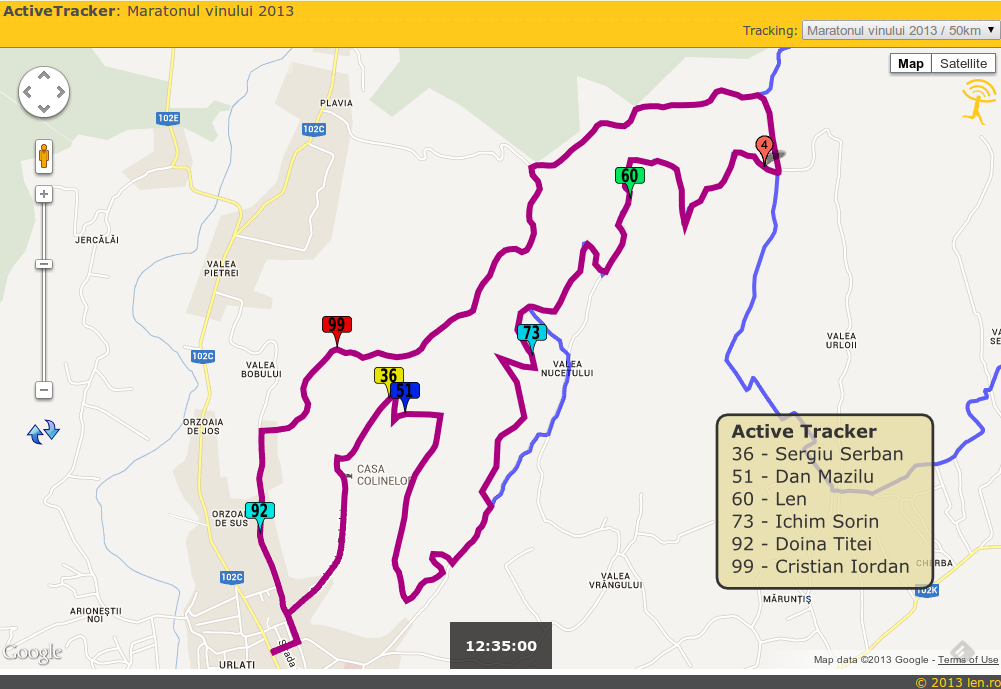 ActiveTracker: Maratonul vinului 2013
Tracking: Maratonul vinului 2013 / 50km
Map Satellite
PLAVIA
102E
102C
4
60
JERCĂLĂI
VALEA
PIETREI
99
73
VALEA
URLOII
102C
VALEA
BOBULUI
VALEA
NUCETULUI
36
51
ORZOAIA
DE JOS
Active Tracker
36 - Sergiu Serban
51 - Dan Mazilu
60 - Len
73 - Ichim Sorin
92 - Doina Titei
99 - Cristian Iordan
CASA
COLINELOR
92
DE SUS
102C
VALEA
VRÂNGULUI
102K
MĂRUNȚIȘ
ARIONEȘTII
NOI
12:35:00
Google
URLATI
Map data ©2013 Google - Terms of Use
© 2013 len.ro